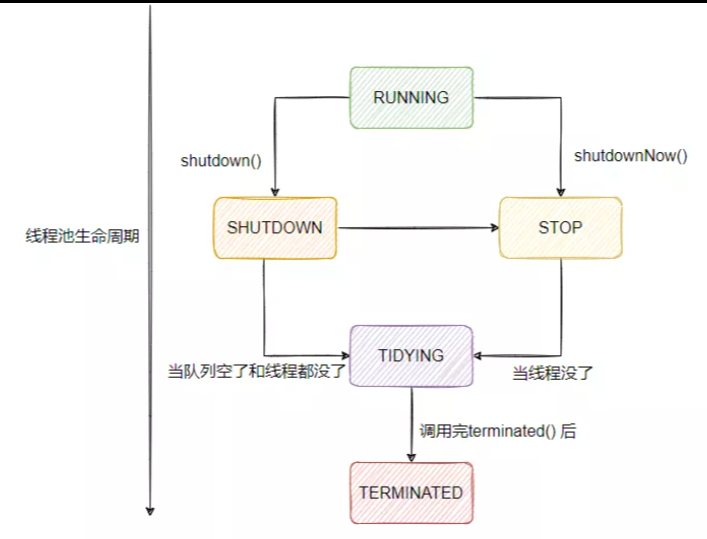 RUNNING
shutdown()
shutdownNow()
SHUTDOWN
STOP
线程池生命周期
TIDYING
当队列空了和线程都没了
当线程没了
调用完terminated() 后
TERMINATED